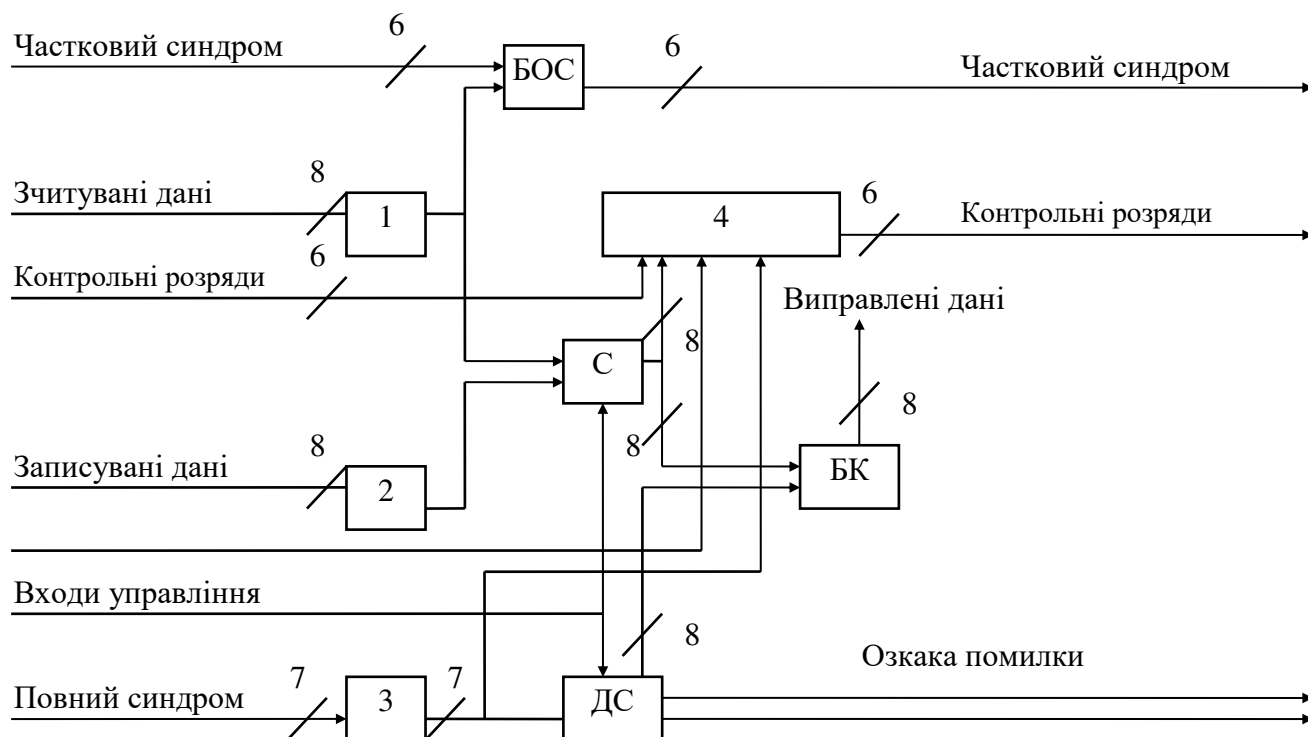 6
Частковий синдром
БОС
6
Частковий синдром
8
Зчитувані дані
1
4
6
Контрольні розряди
6
Контрольні розряди
Виправлені дані
С
8
8
8
8
Записувані дані
2
БК
Входи управління
8
Озкака помилки
7
7
Повний синдром
3
ДС